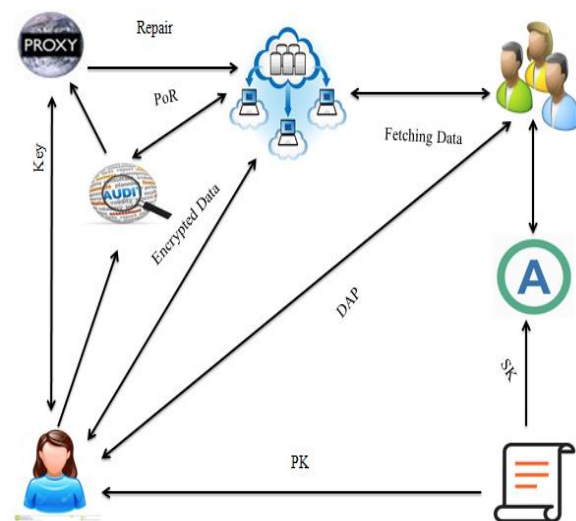 Repair
PROXY
PoR
Key
AUDIT
Fetching Data
Encrypted Data
DAP
A
SK
PK